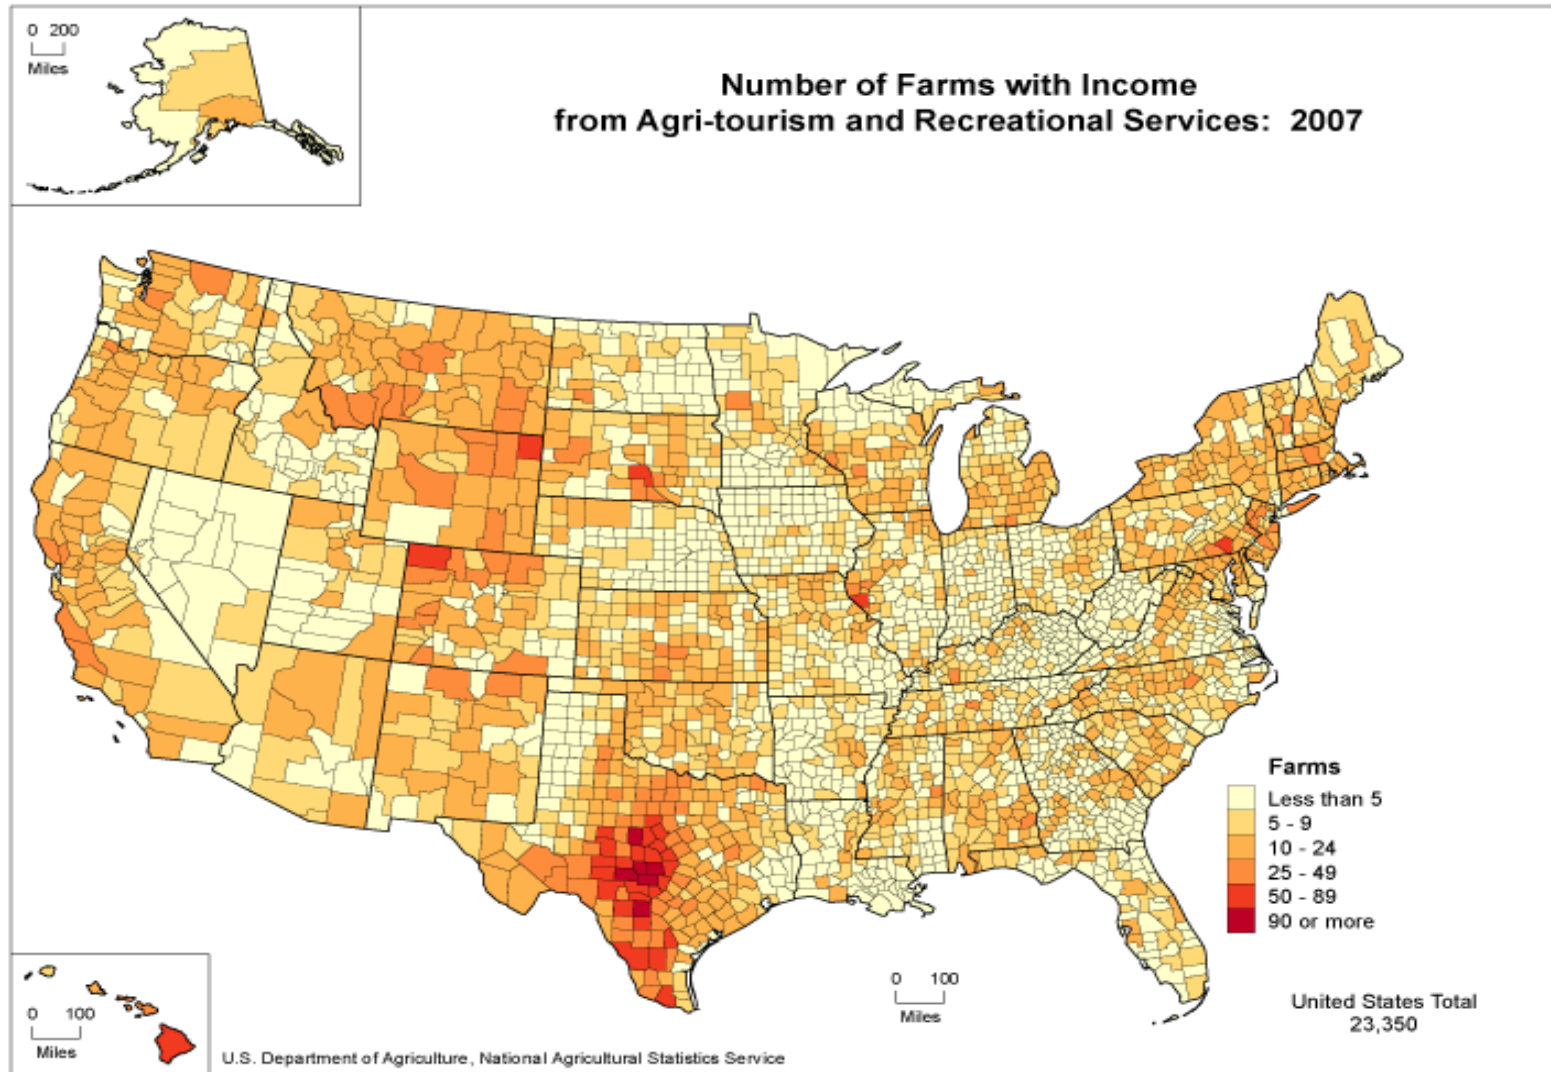 0 200
Miles
Number of Farms with Income
from Agri-tourism and Recreational Services: 2007
Farms
Less than 5
5 - 9
10 - 24
25 - 49
50 - 89
90 or more
0 100
Miles
United States Total
23,350
0 100
Miles
U.S. Department of Agriculture, National Agricultural Statistics Service